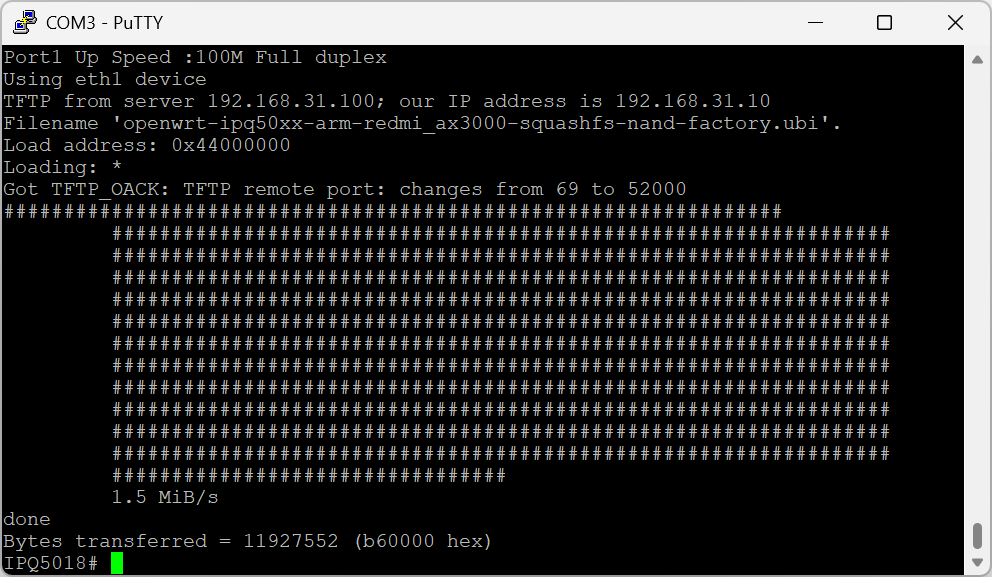 COM3 - PuTTY
Port1 Up Speed :100M Full duplex
Using eth1 device
TFTP from server 192.168.31.100; our IP address is 192.168.31.10
Filename 'openwrt-ipq50xx-arm-redmi_ax3000-squashfs-nand-factory.ubi'.
Load address: 0x44000000
Loading: *
Got TFTP_OACK: TFTP remote port: changes from 69 to 52000
#################################################################
#################################################################
#################################################################
#################################################################
#################################################################
#################################################################
#################################################################
#################################################################
#################################################################
#################################################################
#################################################################
#################################################################
#################################
1.5 MiB/s
done
Bytes transferred = 11927552 (b60000 hex)
IPQ5018#